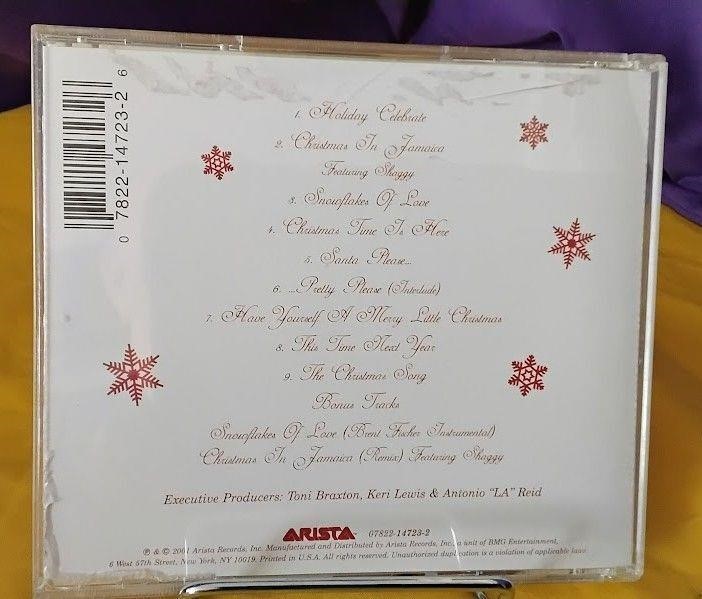 0 7822-14723-2 6
1. Holiday Celebrate
2. Christmas In Jamaica
Featuring Shaggy
3. Snowflakes Of Love
4. Christmas Time Is Here
5. Santa Please...
6. ...Pretty Please (Interlude)
7. Have Yourself A Merry Little Christmas
8. This Time Next Year
9. The Christmas Song
Bonus Tracks
Snowflakes Of Love (Brent Fischer Instrumental)
Christmas In Jamaica (Remix) Featuring Shaggy
Executive Producers: Toni Braxton, Keri Lewis & Antonio "LA" Reid
ARISTA 07822-14723-2
℗ & © 2001 Arista Records, Inc. Manufactured and Distributed by Arista Records, Inc., a unit of BMG Entertainment,
6 West 57th Street, New York, NY 10019. Printed in U.S.A. All rights reserved. Unauthorized duplication is a violation of applicable laws.